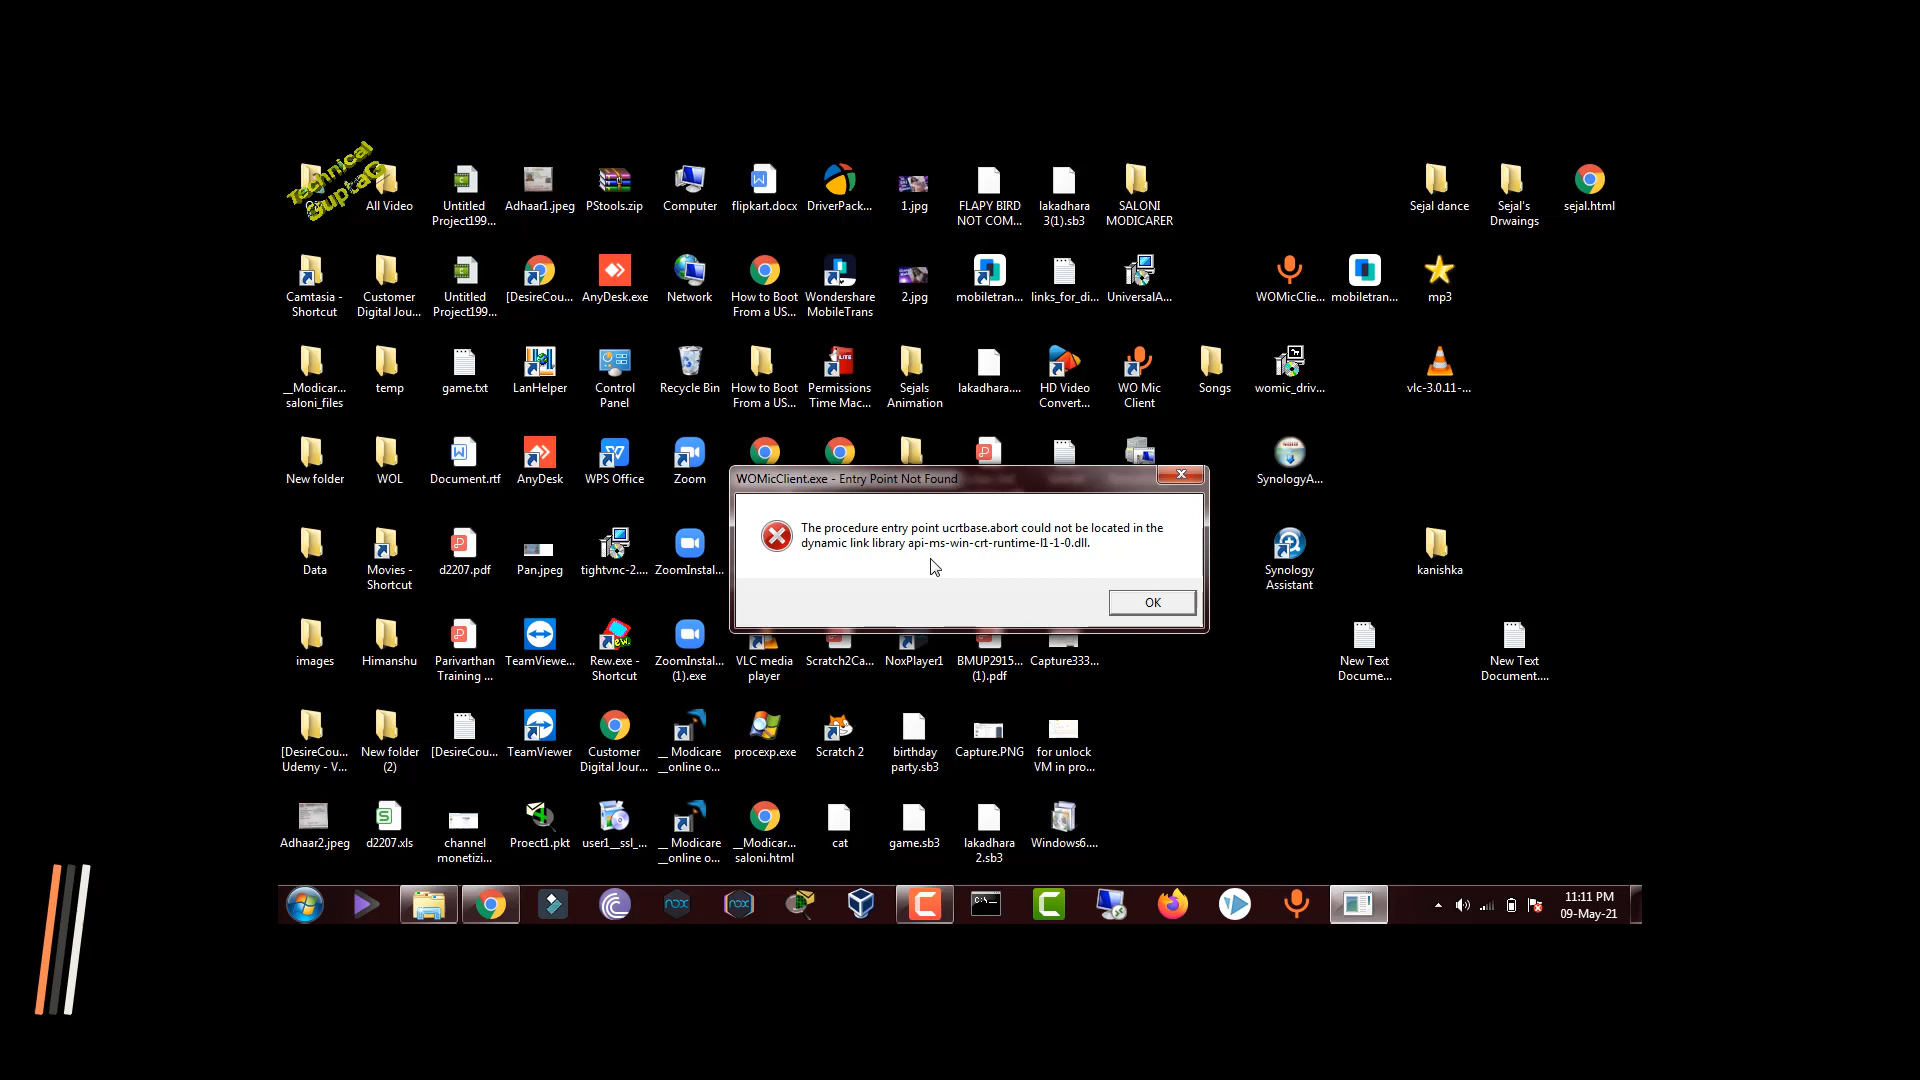 Technical
GuptaG
All Video
Untitled
Project199...
Adhaar1.jpeg
PStools.zip
Computer
flipkart.docx
DriverPack...
1.jpg
FLAPY BIRD
NOT COM...
lakadhara
3(1).sb3
SALONI
MODICARER
Sejal dance
Sejal's
Drwaings
sejal.html
Camtasia -
Shortcut
Customer
Digital Jou...
Untitled
Project199...
[DesireCou...
AnyDesk.exe
Network
How to Boot
From a US...
Wondershare
MobileTrans
2.jpg
mobiletran...
links_for_di...
UniversalA...
WOMicClie...
mobiletran...
mp3
__Modicar...
saloni_files
temp
game.txt
LanHelper
Control
Panel
Recycle Bin
How to Boot
From a US...
Permissions
Time Mac...
Sejals
Animation
lakadhara....
HD Video
Convert...
WO Mic
Client
Songs
womic_driv...
vlc-3.0.11-...
New folder
WOL
Document.rtf
AnyDesk
WPS Office
Zoom
SynologyA...
WOMicClient.exe - Entry Point Not Found
The procedure entry point ucrtbase.abort could not be located in the
dynamic link library api-ms-win-crt-runtime-l1-1-0.dll.
OK
Data
Movies -
Shortcut
d2207.pdf
Pan.jpeg
tightvnc-2....
ZoomInstal...
Synology
Assistant
kanishka
images
Himanshu
Parivarthan
Training ...
TeamViewe...
Rew.exe -
Shortcut
ZoomInstal...
(1).exe
VLC media
player
Scratch2Ca...
NoxPlayer1
BMUP2915...
(1).pdf
Capture333...
New Text
Docume...
New Text
Document....
[DesireCou...
Udemy - V...
New folder
(2)
[DesireCou...
TeamViewer
Customer
Digital Jour...
__ Modicare
__online o...
procexp.exe
Scratch 2
birthday
party.sb3
Capture.PNG
for unlock
VM in pro...
Adhaar2.jpeg
d2207.xls
channel
monetizi...
Proect1.pkt
user1__ssl_...
__ Modicare
__online o...
__Modicar...
saloni.html
cat
game.sb3
lakadhara
2.sb3
Windows6....
11:11 PM
09-May-21